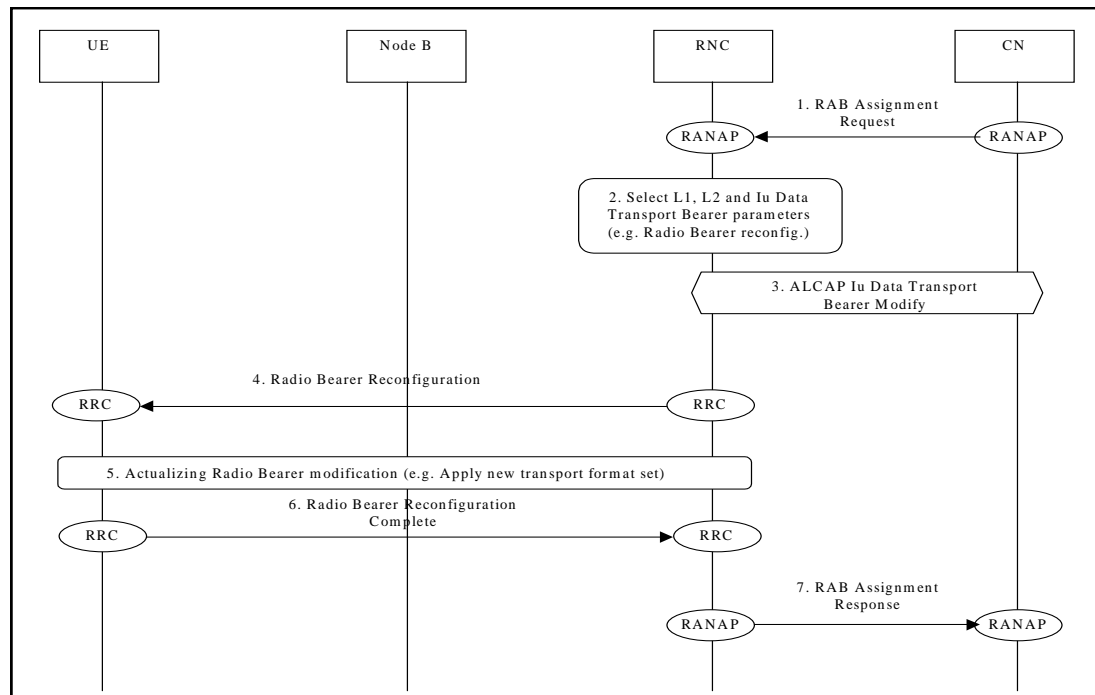 UE
Node B
RNC
CN
1. RAB Assignment
Request
RANAP
RANAP
2. Select L1, L2 and Iu Data
Transport Bearer parameters
(e.g. Radio Bearer reconfig.)
3. ALCAP Iu Data Transport
Bearer Modify
4. Radio Bearer Reconfiguration
RRC
RRC
5. Actualizing Radio Bearer modification (e.g. Apply new transport format set)
6. Radio Bearer Reconfiguration
Complete
RRC
RRC
7. RAB Assignment
Response
RANAP
RANAP